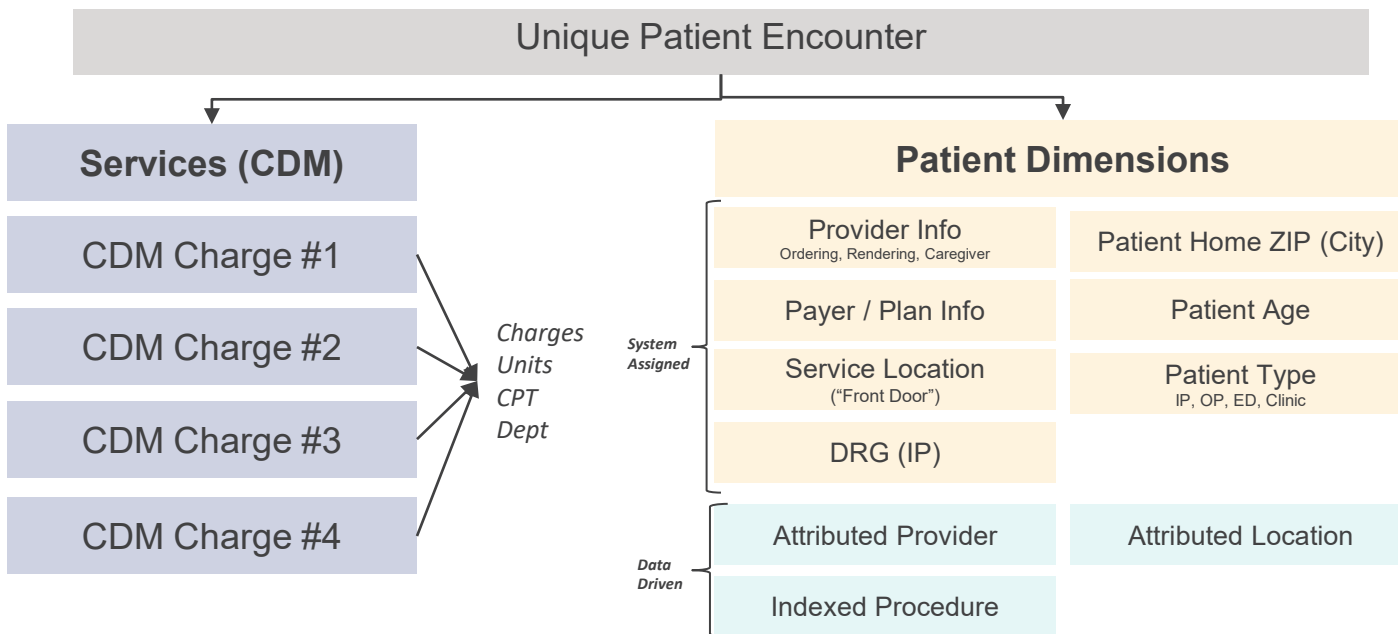 Unique Patient Encounter
Services (CDM)
CDM Charge #1
CDM Charge #2
CDM Charge #3
CDM Charge #4
Charges
Units
CPT
Dept
Patient Dimensions
System
Assigned
Provider Info
Ordering, Rendering, Caregiver
Patient Home ZIP (City)
Payer / Plan Info
Patient Age
Service Location
(“Front Door”)
Patient Type
IP, OP, ED, Clinic
DRG (IP)
Data
Driven
Attributed Provider
Attributed Location
Indexed Procedure